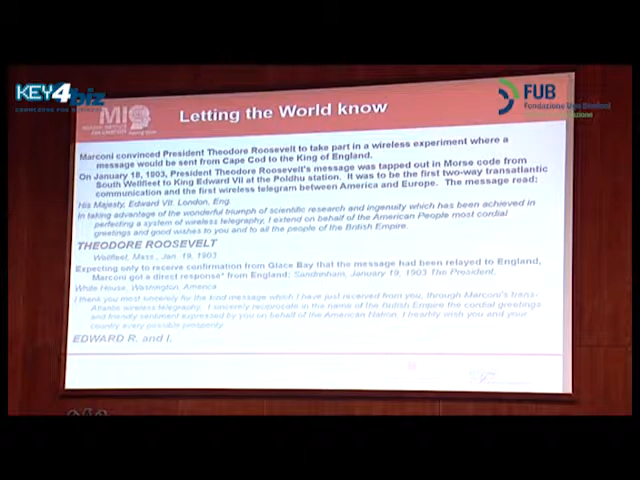 KEY4biz
FUB
Fondazione Ugo Bordoni
MIO
Letting the World know
Marconi convinced President Theodore Roosevelt to take part in a wireless experiment where a
message would be sent from Cape Cod to the King of England.
On January 18, 1903, President Theodore Roosevelt's message was tapped out in Morse code from
South Wellfleet to King Edward VII at the Poldhu station. It was to be the first two-way transatlantic
communication and the first wireless telegram between America and Europe. The message read:
His Majesty, Edward VII. London, Eng.
In taking advantage of the wonderful triumph of scientific research and ingenuity which has been achieved in
perfecting a system of wireless telegraphy, I extend on behalf of the American People most cordial
greetings and good wishes to you and to all the people of the British Empire.
THEODORE ROOSEVELT
Wellfleet, Mass., Jan. 19, 1903
Expecting only to receive confirmation from Glace Bay that the message had been relayed to England,
Marconi got a direct response* from England: Sandrinham, January 19, 1903 The President,
White House, Washington, America
I thank you most sincerely for the kind message which I have just received from you, through Marconi's trans-
Atlantic wireless telegraphy. I sincerely reciprocate in the name of the British Empire the cordial greetings
and friendly sentiment expressed by you on behalf of the American Nation. I heartily wish you and your
country every possible prosperity.
EDWARD R. and I.